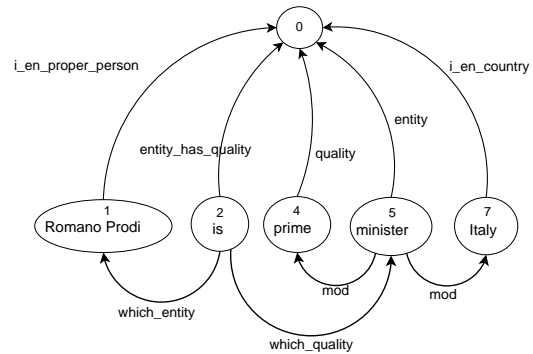 0
i_en_proper_person
i_en_country
entity
entity_has_quality
quality
1
Romano Prodi
2
is
4
prime
5
minister
7
Italy
mod
mod
which_entity
which_quality